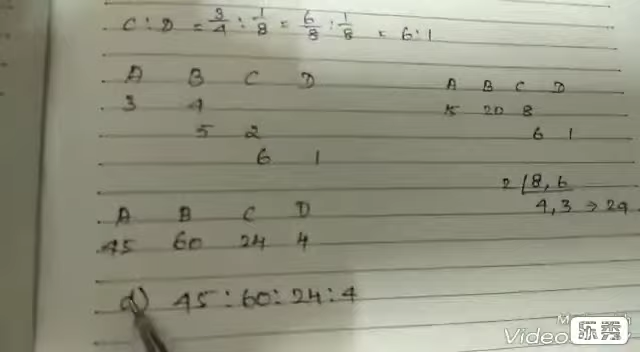 C : D = 3/4 : 1/8 = 6/8 : 1/8 = 6 : 1
A B C D
3 4
5 2
6 1
A B C D
15 20 8
6 1
2 | 8, 6
4, 3 → 24
A B C D
45 60 24 4
d) 45 : 60 : 24 : 4
Video
乐秀